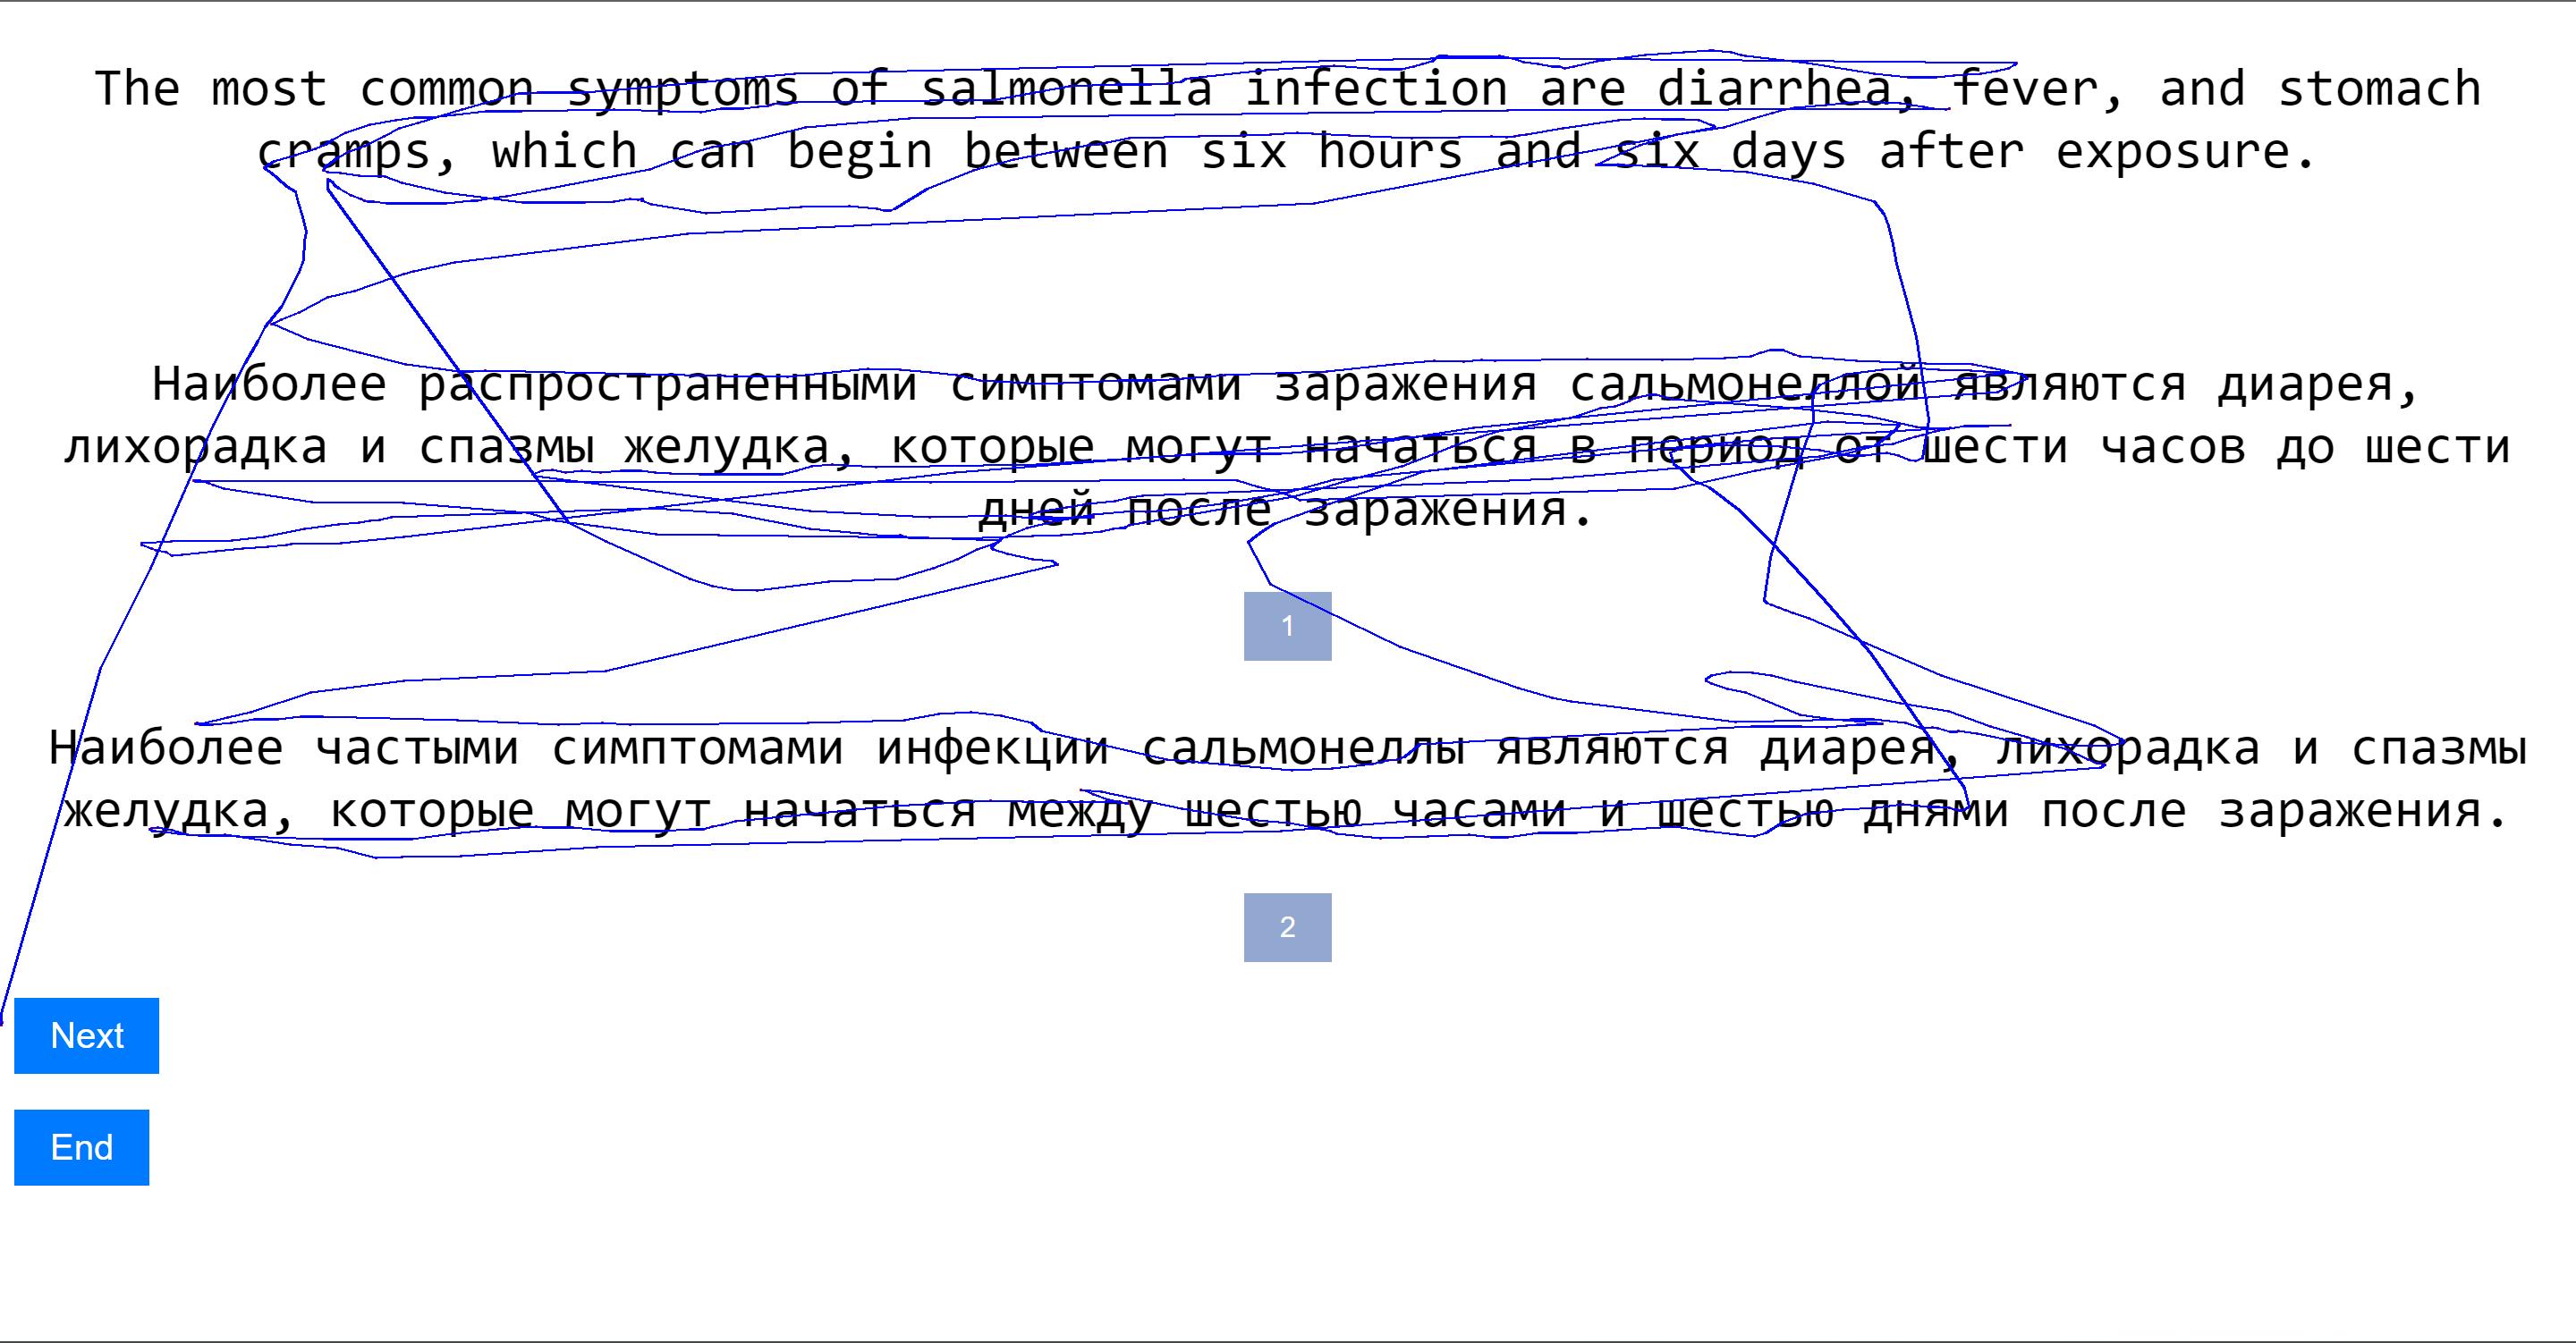 The most common symptoms of salmonella infection are diarrhea, fever, and stomach
cramps, which can begin between six hours and six days after exposure.
Наиболее распространенными симптомами заражения сальмонеллой являются диарея,
лихорадка и спазмы желудка, которые могут начаться в период от шести часов до шести
дней после заражения.
1
Наиболее частыми симптомами инфекции сальмонеллы являются диарея, лихорадка и спазмы
желудка, которые могут начаться между шестью часами и шестью днями после заражения.
2
Next
End